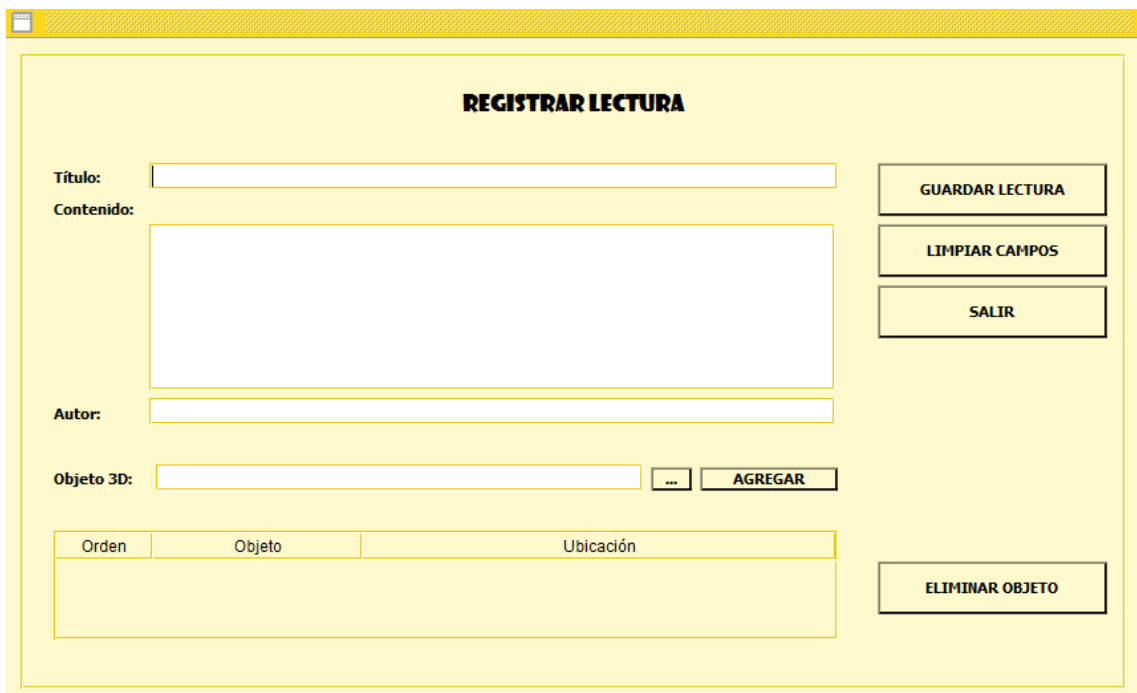 REGISTRAR LECTURA
Título:
GUARDAR LECTURA
Contenido:
LIMPIAR CAMPOS
SALIR
Autor:
Objeto 3D:
...
AGREGAR
Orden
Objeto
Ubicación
ELIMINAR OBJETO